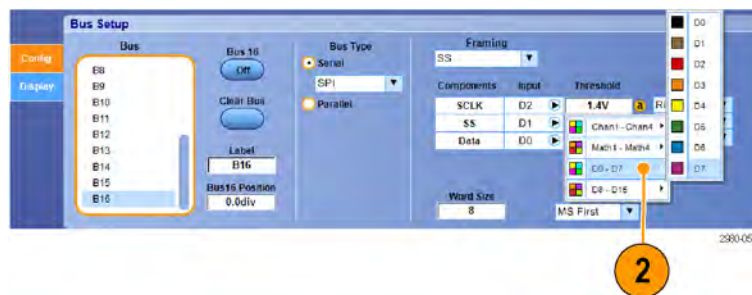 Bus Setup
Config
Display
Bus
B8
B9
B10
B11
B12
B13
B14
B15
B16
Bus 16
Off
Clear Bus
Label
B16
Bus16 Position
0.0div
Bus Type
Serial
SPI
Parallel
Framing
SS
Components Input Threshold
SCLK D2 1.4V a
SS D1
Data D0
Chan1 - Chan4
Math1 - Math4
D0 - D7
D8 - D15
D0
D1
D2
D3
D4
D5
D6
D7
Word Size
8
MS First
2